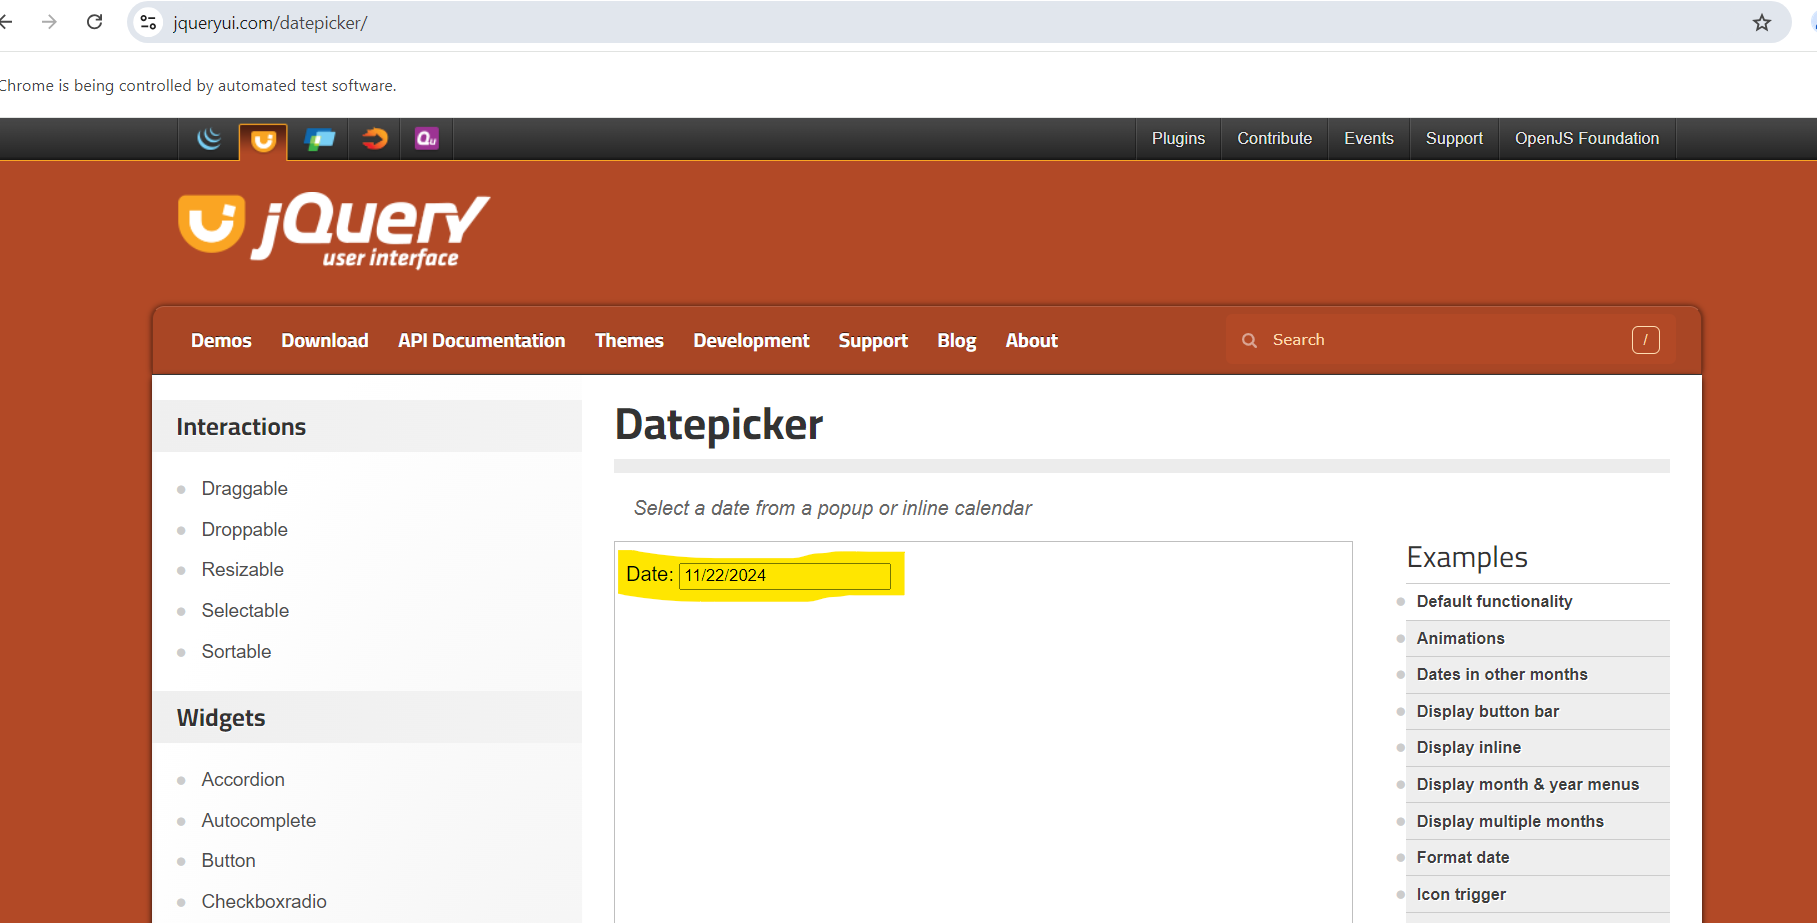 jqueryui.com/datepicker/
Chrome is being controlled by automated test software.
Qu
Plugins Contribute Events Support OpenJS Foundation
jQuery
user interface
Demos Download API Documentation Themes Development Support Blog About Search /
Interactions
Draggable
Droppable
Resizable
Selectable
Sortable
Widgets
Accordion
Autocomplete
Button
Checkboxradio
Datepicker
Select a date from a popup or inline calendar
Date: 11/22/2024
Examples
Default functionality
Animations
Dates in other months
Display button bar
Display inline
Display month & year menus
Display multiple months
Format date
Icon trigger